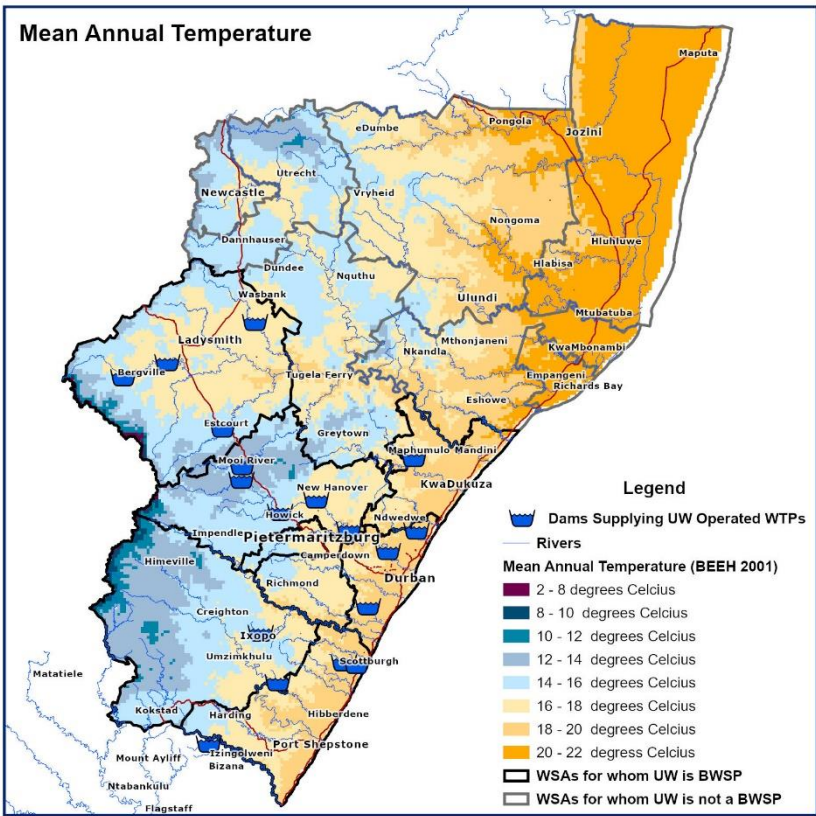 Mean Annual Temperature
Maputa
Pongola
eDumbe
Jozini
Utrecht
Newcastle
Vryheid
Nongoma
Dannhauser
Hluhluwe
Hlabisa
Dundee
Nquthu
Wasbank
Ulundi
Mtubatuba
Ladysmith
Mthonjaneni
KwaMbonambi
Nkandla
Bergville
Tugela Ferry
Empangeni
Richards Bay
Eshowe
Estcourt
Greytown
Maphumulo
Mandini
Mooi River
KwaDukuza
New Hanover
Howick
Ndwedwe
Impendle
Pietermaritzburg
Camperdown
Himeville
Durban
Richmond
Creighton
Ixopo
Umzimkhulu
Scottburgh
Matatiele
Hibberdene
Kokstad
Harding
Port Shepstone
Izingolweni
Mount Ayliff
Bizana
Ntabankulu
Flagstaff
Legend
Dams Supplying UW Operated WTPs
Rivers
Mean Annual Temperature (BEEH 2001)
2 - 8 degrees Celcius
8 - 10 degrees Celcius
10 - 12 degrees Celcius
12 - 14 degrees Celcius
14 - 16 degrees Celcius
16 - 18 degrees Celcius
18 - 20 degrees Celcius
20 - 22 degress Celcius
WSAs for whom UW is BWSP
WSAs for whom UW is not a BWSP